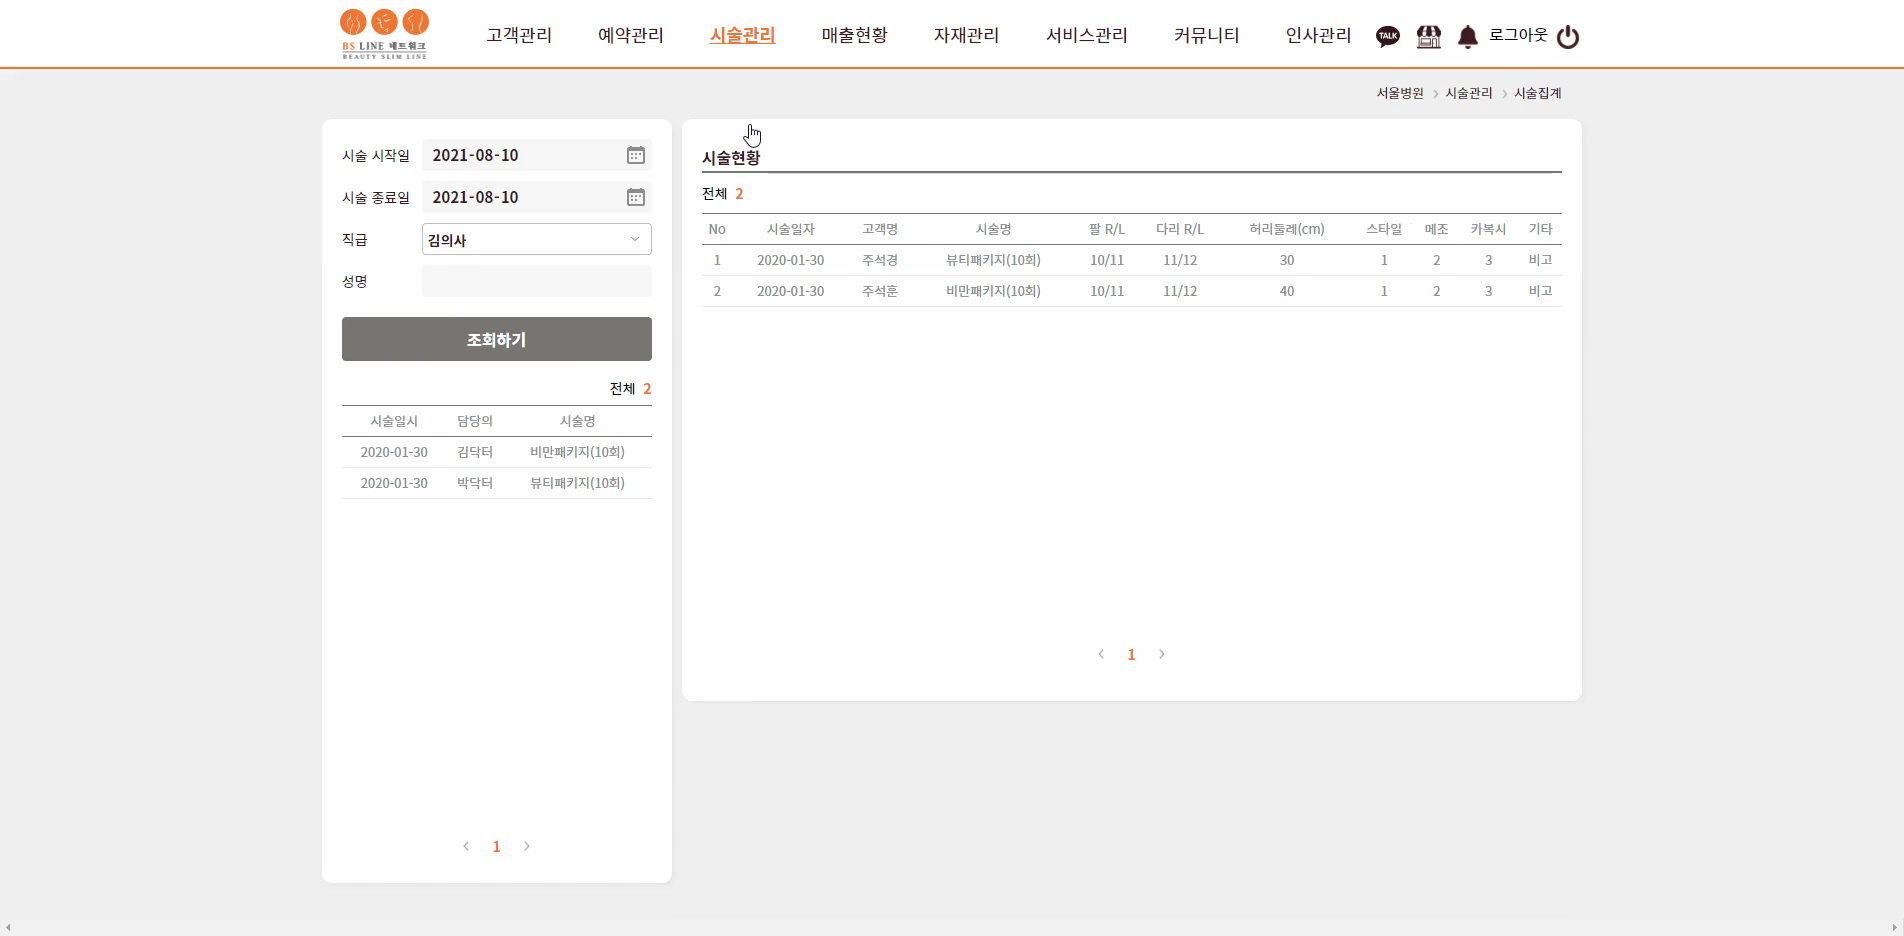 BS LINE 네트워크
BEAUTY SLIM LINE
고객관리 예약관리 시술관리 매출현황 자재관리 서비스관리 커뮤니티 인사관리 TALK 로그아웃
서울병원 > 시술관리 > 시술집계
시술 시작일 2021-08-10
시술 종료일 2021-08-10
직급 김의사
성명
조회하기
전체 2
시술일시 담당의 시술명
2020-01-30 김닥터 비만패키지(10회)
2020-01-30 박닥터 뷰티패키지(10회)
< 1 >
시술현황
전체 2
No 시술일자 고객명 시술명 팔 R/L 다리 R/L 허리둘레(cm) 스타일 메조 카복시 기타
1 2020-01-30 주석경 뷰티패키지(10회) 10/11 11/12 30 1 2 3 비고
2 2020-01-30 주석훈 비만패키지(10회) 10/11 11/12 40 1 2 3 비고
< 1 >